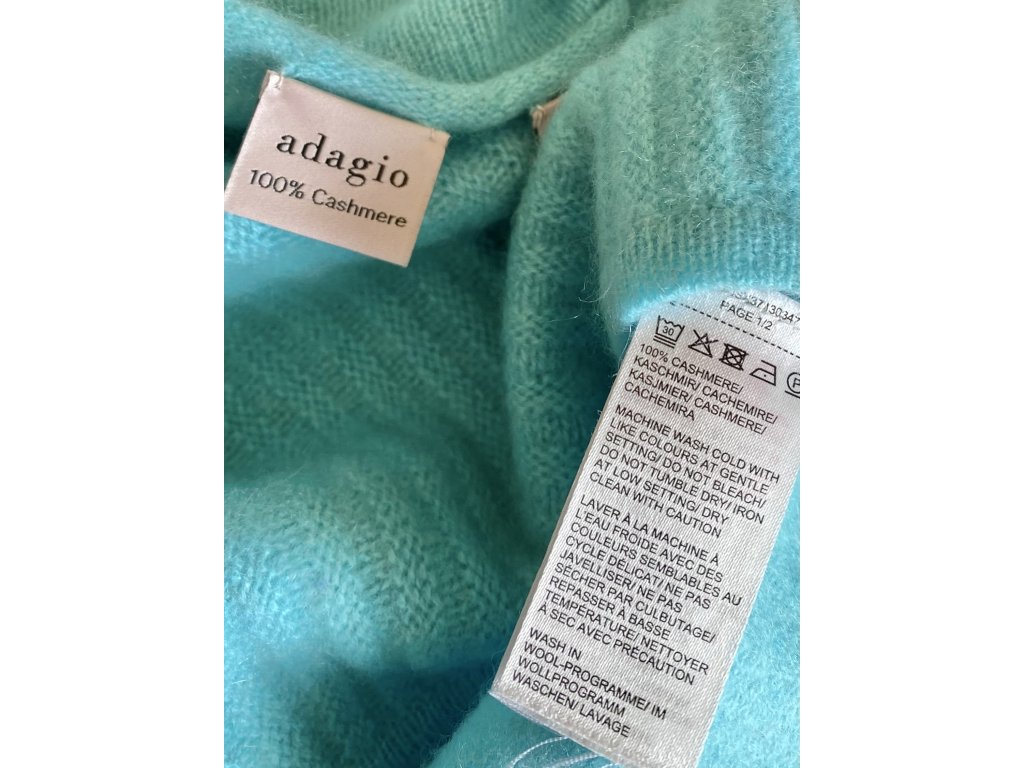 adagio
100% Cashmere
PAGE 1/2
30
P
100% CASHMERE/
KASCHMIR/ CACHEMIRE/
KASJMIER/ CASHMERE/
CACHEMIRA
MACHINE WASH COLD WITH
LIKE COLOURS AT GENTLE
SETTING/ DO NOT BLEACH/
DO NOT TUMBLE DRY/ IRON
AT LOW SETTING/ DRY
CLEAN WITH CAUTION
LAVER À LA MACHINE À
L'EAU FROIDE AVEC DES
COULEURS SEMBLABLES AU
CYCLE DÉLICAT/ NE PAS
JAVELLISER/ NE PAS
SÉCHER PAR CULBUTAGE/
REPASSER À BASSE
TEMPÉRATURE/ NETTOYER
À SEC AVEC PRÉCAUTION
WASH IN
WOOL-PROGRAMME/ IM
WOLLPROGRAMM
WASCHEN/ LAVAGE